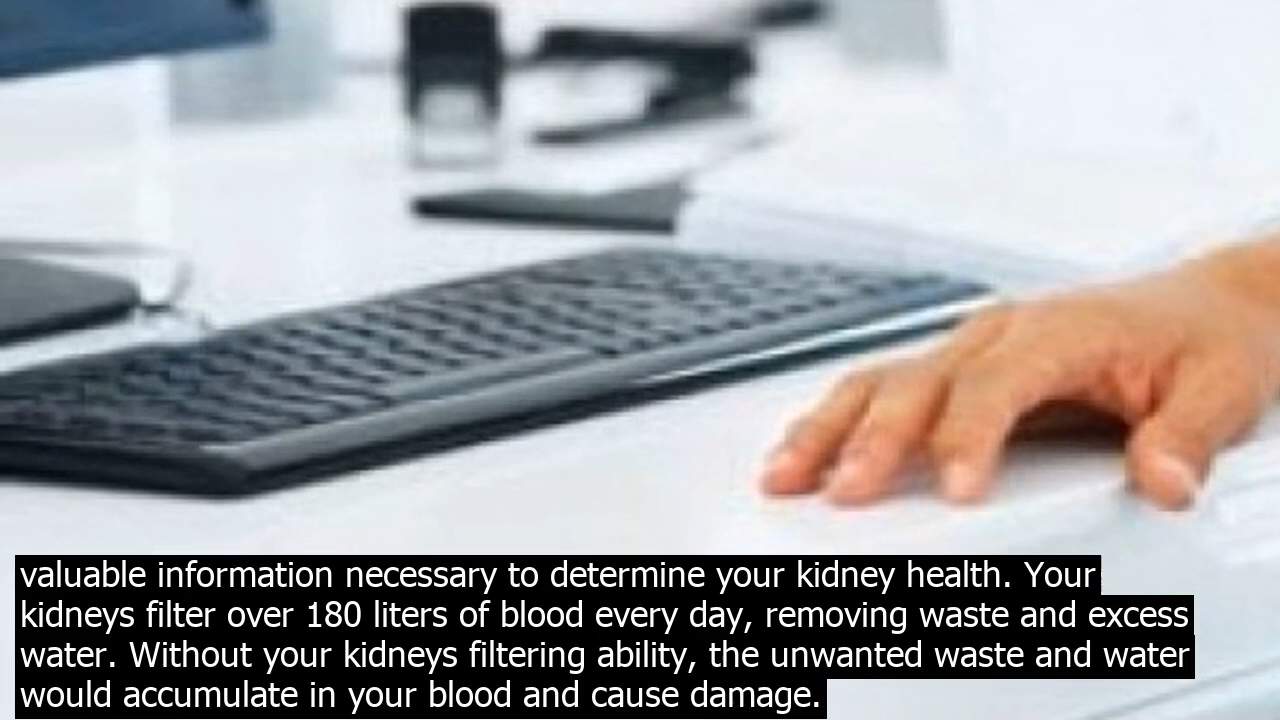 valuable information necessary to determine your kidney health. Your
kidneys filter over 180 liters of blood every day, removing waste and excess
water. Without your kidneys filtering ability, the unwanted waste and water
would accumulate in your blood and cause damage.